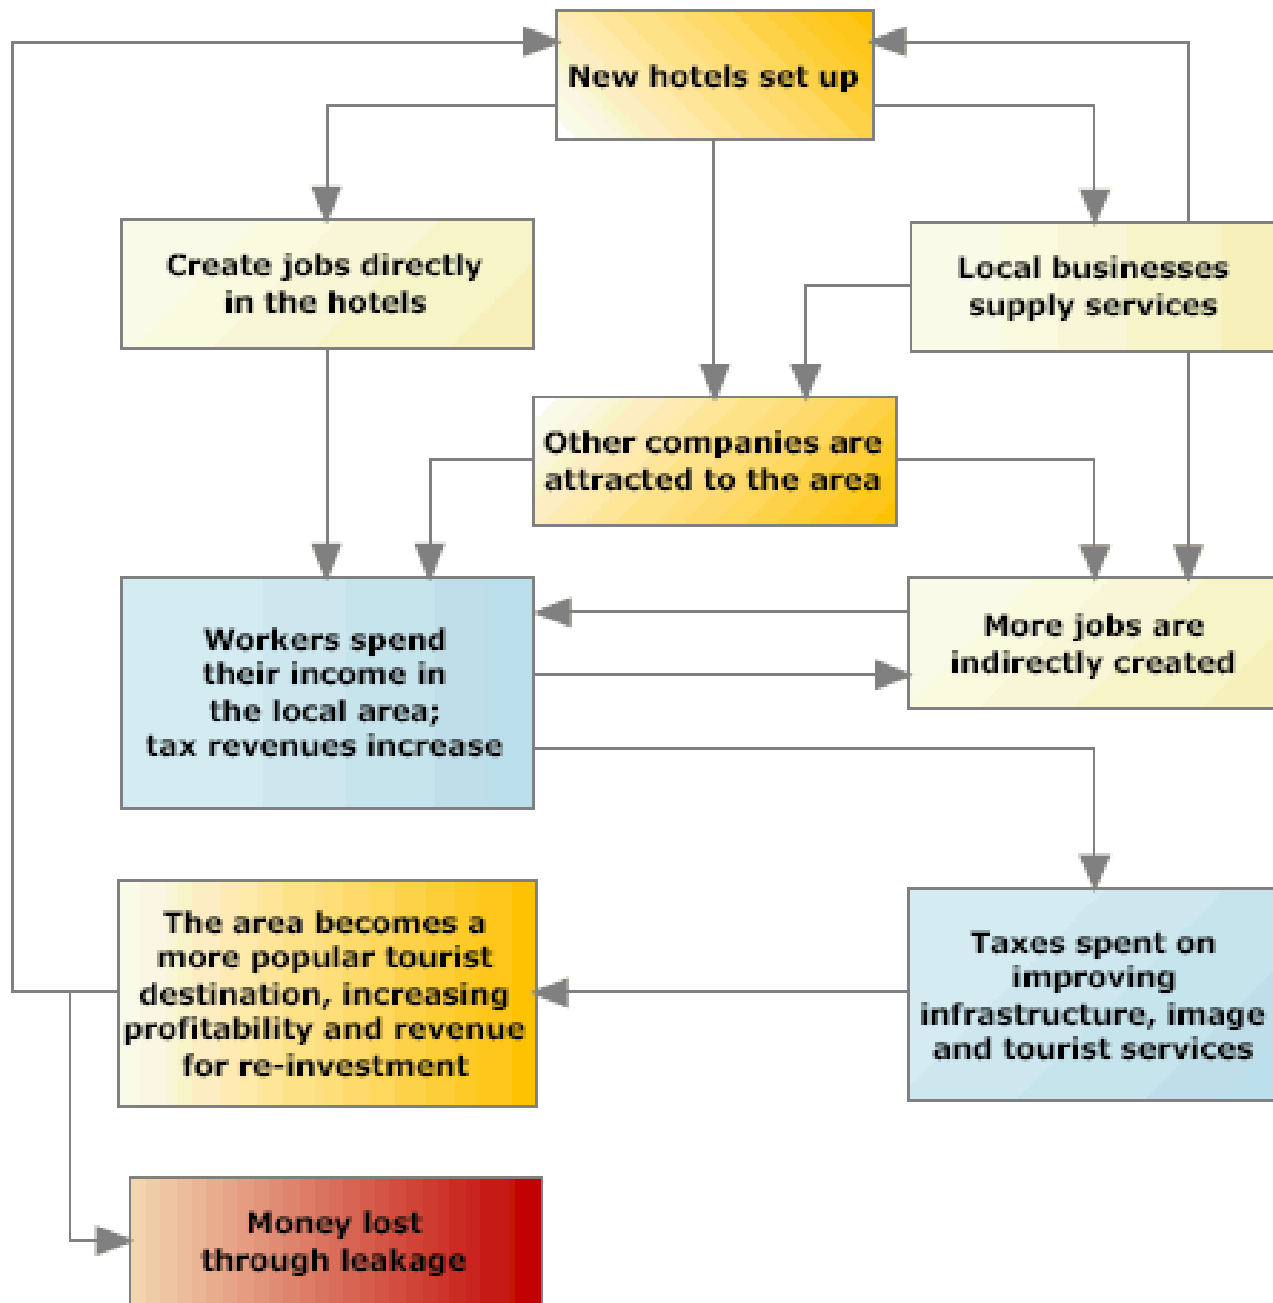 New hotels set up
Create jobs directly
in the hotels
Local businesses
supply services
Other companies are
attracted to the area
Workers spend
their income in
the local area;
tax revenues increase
More jobs are
indirectly created
The area becomes a
more popular tourist
destination, increasing
profitability and revenue
for re-investment
Taxes spent on
improving
infrastructure, image
and tourist services
Money lost
through leakage